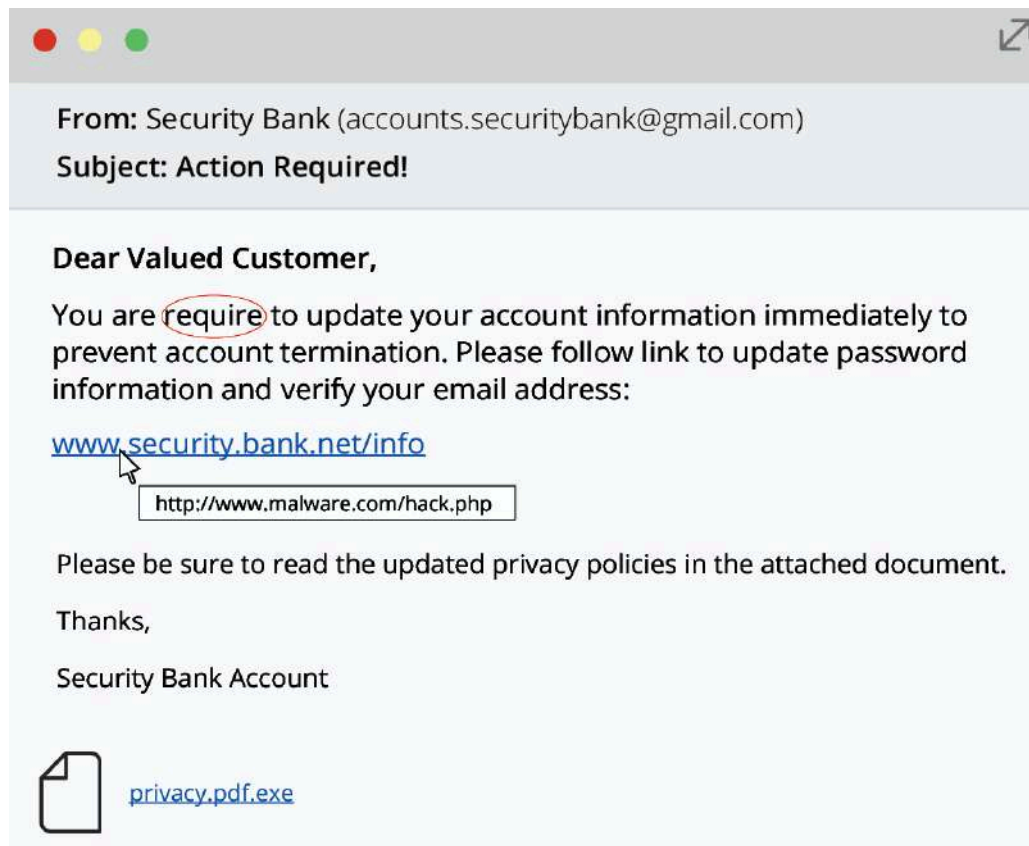 From: Security Bank (accounts.securitybank@gmail.com)
Subject: Action Required!
Dear Valued Customer,
You are require to update your account information immediately to
prevent account termination. Please follow link to update password
information and verify your email address:
www.security.bank.net/info
http://www.malware.com/hack.php
Please be sure to read the updated privacy policies in the attached document.
Thanks,
Security Bank Account
privacy.pdf.exe